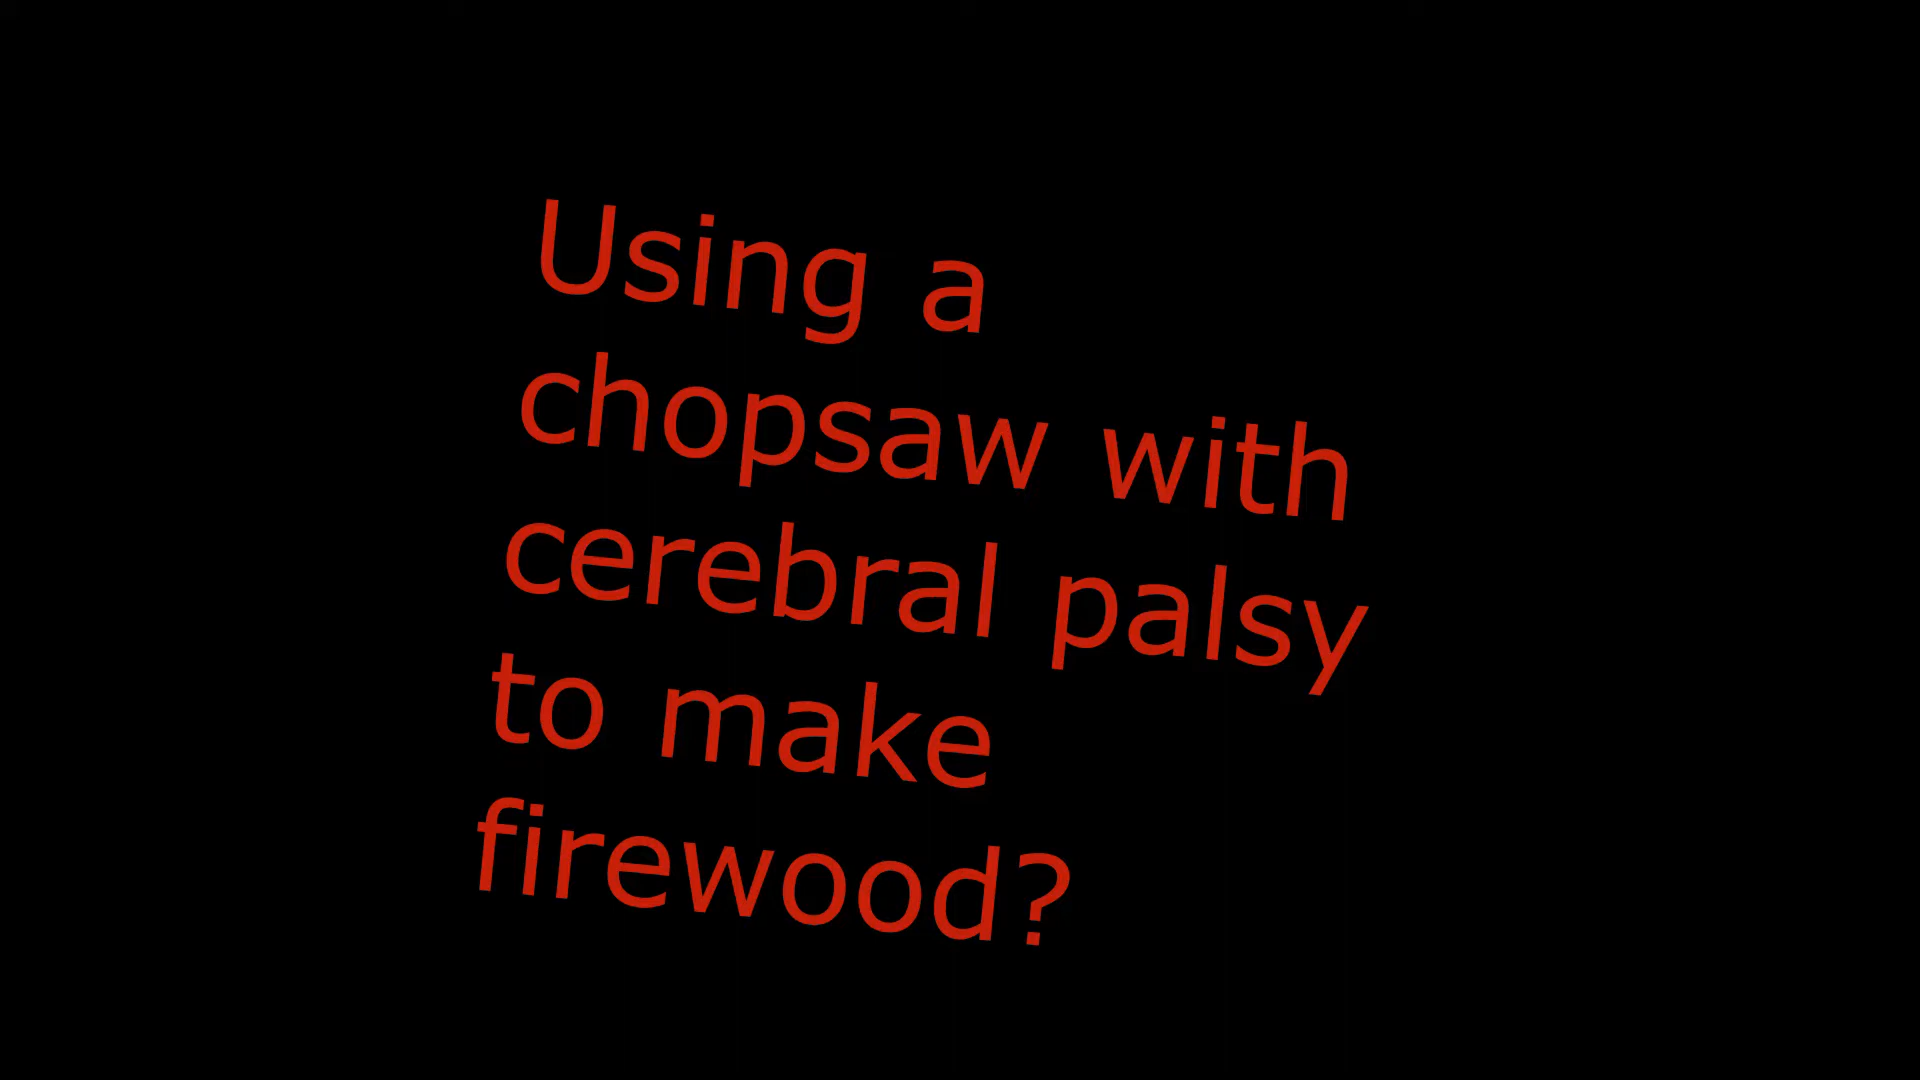 Using a
chopsaw with
cerebral palsy
to make
firewood?